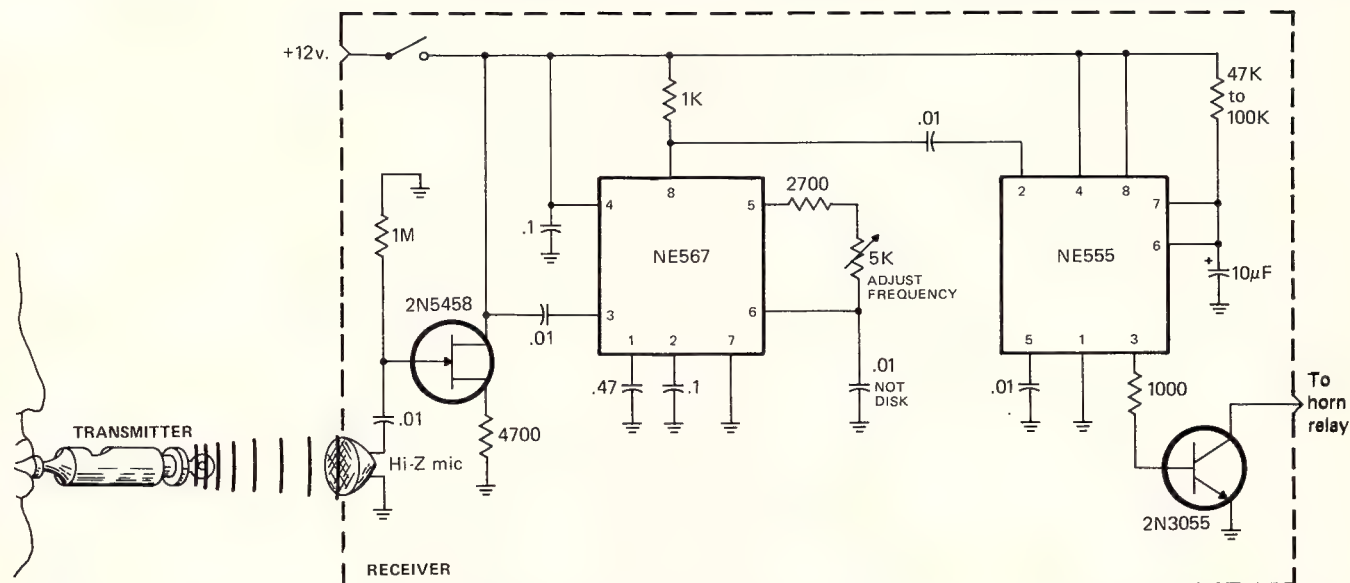 +12v.
1K
47K
to
100K
.01
8
2
4
8
4
5
2700
7
1M
.1
NE567
5K
ADJUST
FREQUENCY
NE555
6
+
10μF
2N5458
.01
3
6
1
2
7
.01
NOT
DISK
5
1
3
.01
.47
.1
.01
1000
To
horn
relay
TRANSMITTER
4700
Hi-Z mic
2N3055
RECEIVER